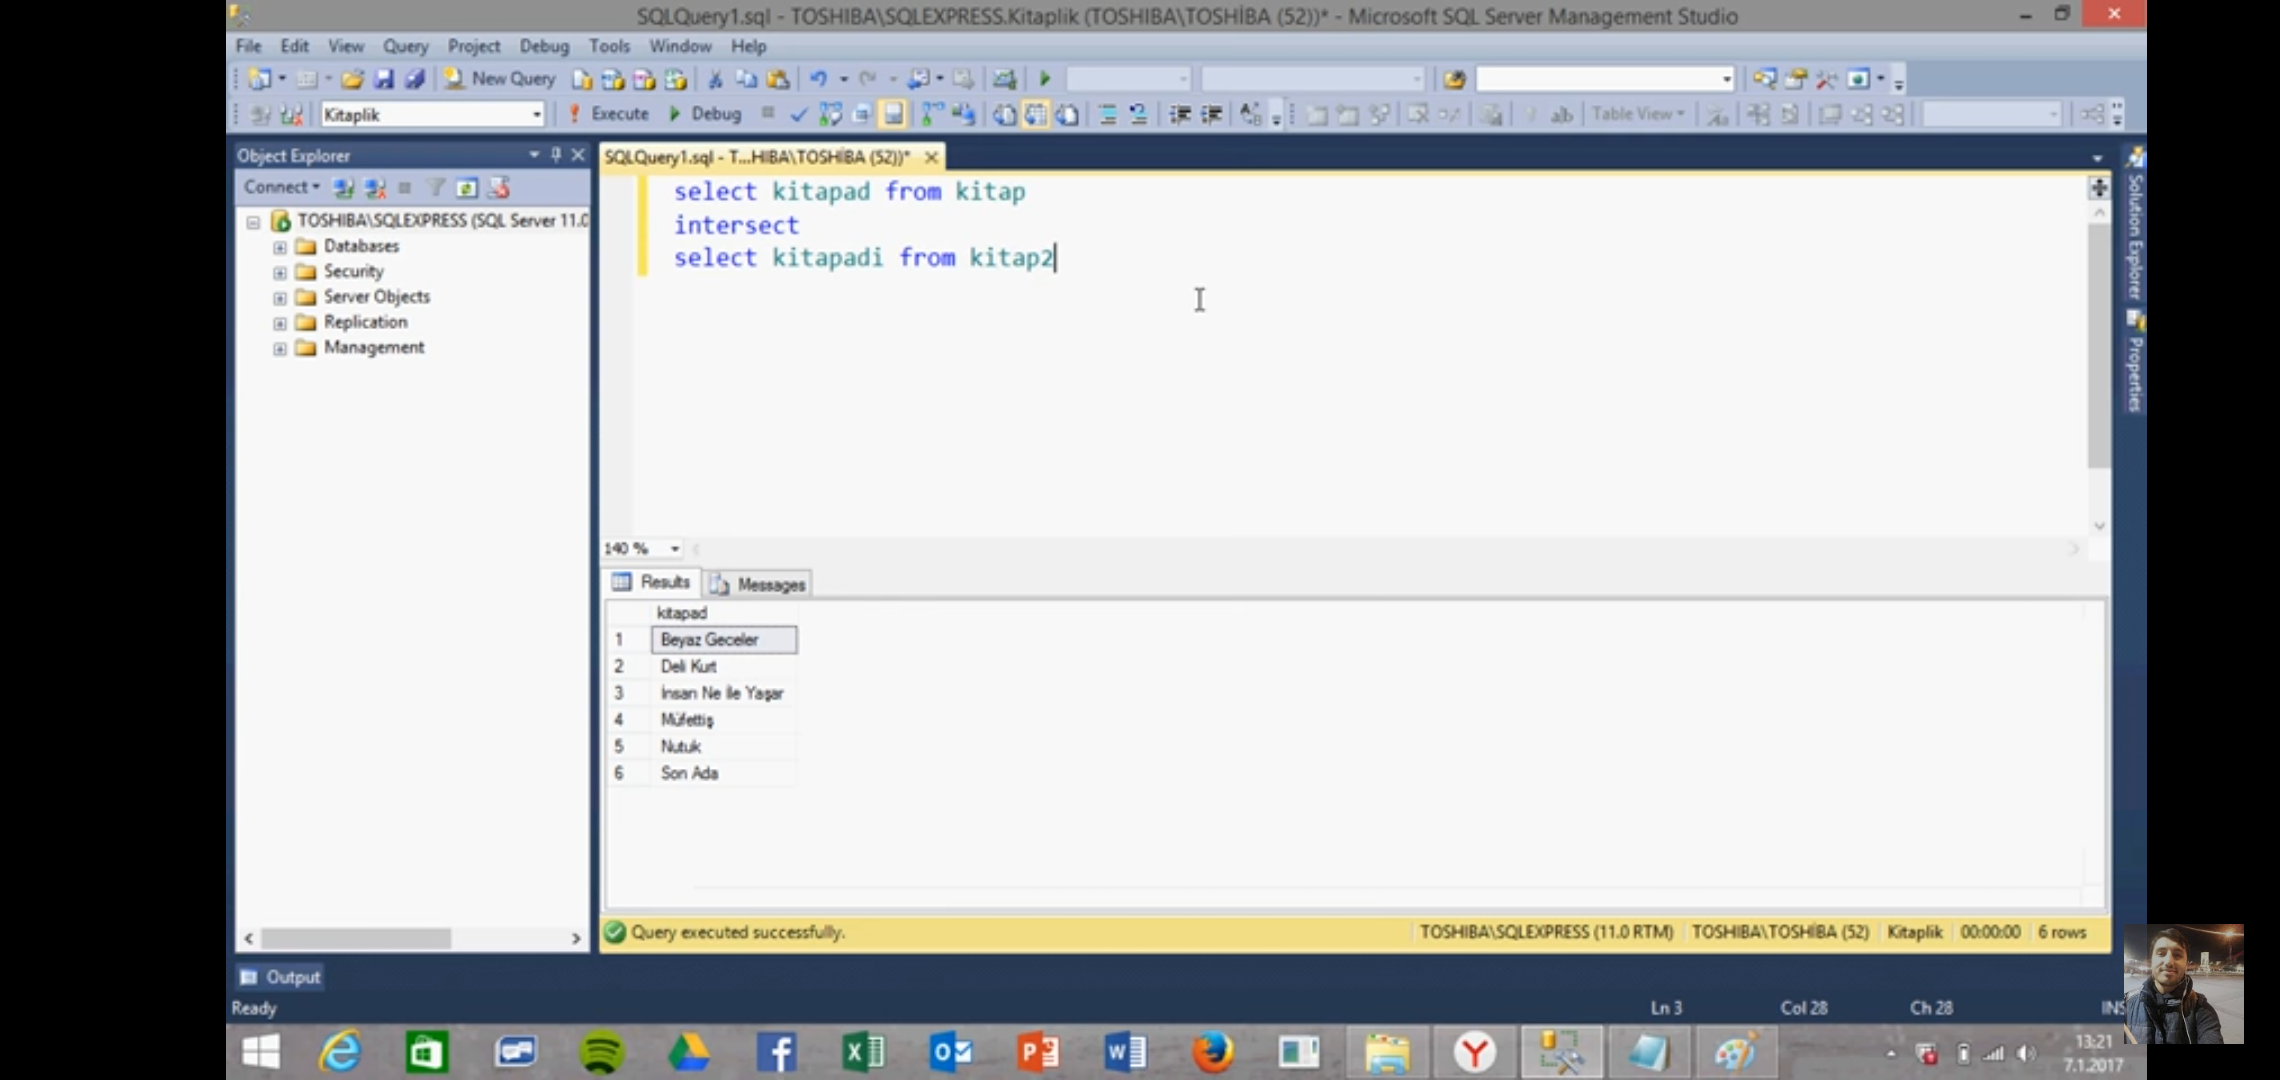 SQLQuery1.sql - TOSHIBA\SQLEXPRESS.Kitaplik (TOSHIBA\TOSHİBA (52))* - Microsoft SQL Server Management Studio
File Edit View Query Project Debug Tools Window Help
New Query
Kitaplik Execute Debug Table View
Object Explorer
Connect
TOSHIBA\SQLEXPRESS (SQL Server 11.0
Databases
Security
Server Objects
Replication
Management
SQLQuery1.sql - T...HIBA\TOSHİBA (52))*
select kitapad from kitap
intersect
select kitapadi from kitap2
140 %
Results Messages
kitapad
1 Beyaz Geceler
2 Deli Kurt
3 İnsan Ne İle Yaşar
4 Müfettiş
5 Nutuk
6 Son Ada
Query executed successfully. TOSHIBA\SQLEXPRESS (11.0 RTM) TOSHIBA\TOSHİBA (52) Kitaplik 00:00:00 6 rows
Solution Explorer
Properties
Output
Ready Ln 3 Col 28 Ch 28 INS
13:21
7.1.2017